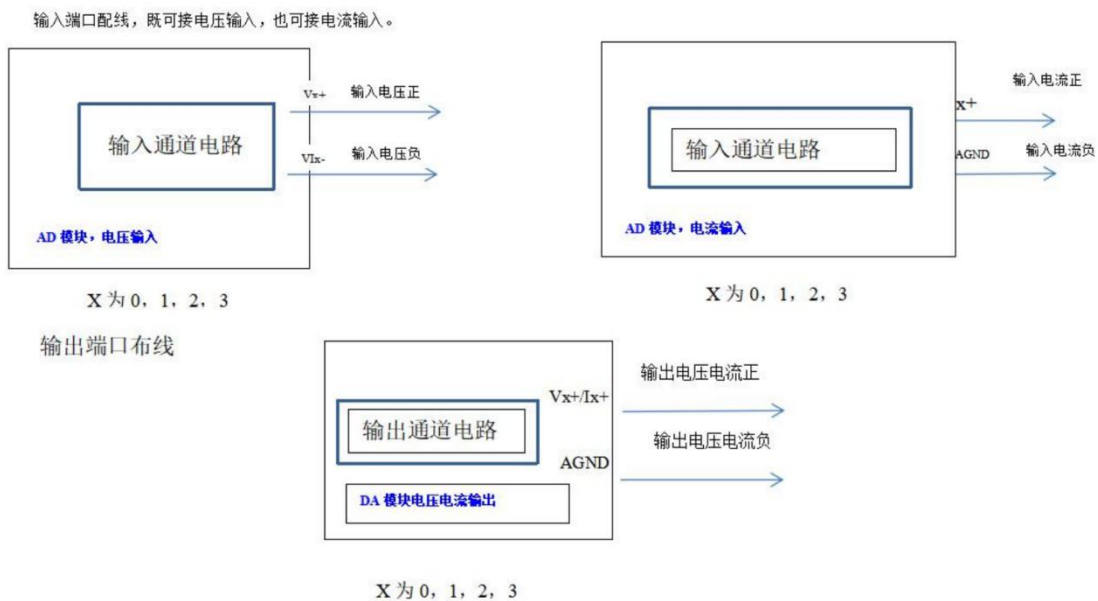 输入端口配线，既可接电压输入，也可接电流输入。
Vx+ 输入电压正
输入通道电路
VIx- 输入电压负
AD 模块，电压输入
X 为 0，1，2，3
输入电流正
x+
输入通道电路
AGND 输入电流负
AD 模块，电流输入
X 为 0，1，2，3
输出端口布线
输出电压电流正
Vx+/Ix+
输出通道电路
输出电压电流负
AGND
DA 模块电压电流输出
X 为 0，1，2，3